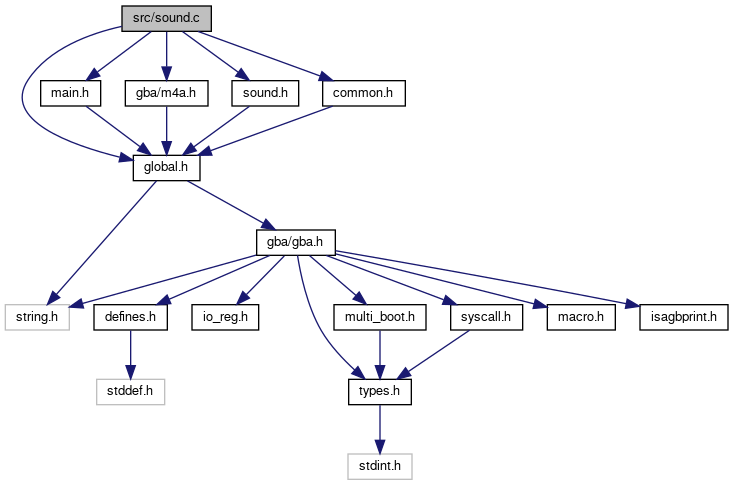 src/sound.c
main.h
gba/m4a.h
sound.h
common.h
global.h
gba/gba.h
string.h
defines.h
io_reg.h
multi_boot.h
syscall.h
macro.h
isagbprint.h
stddef.h
types.h
stdint.h